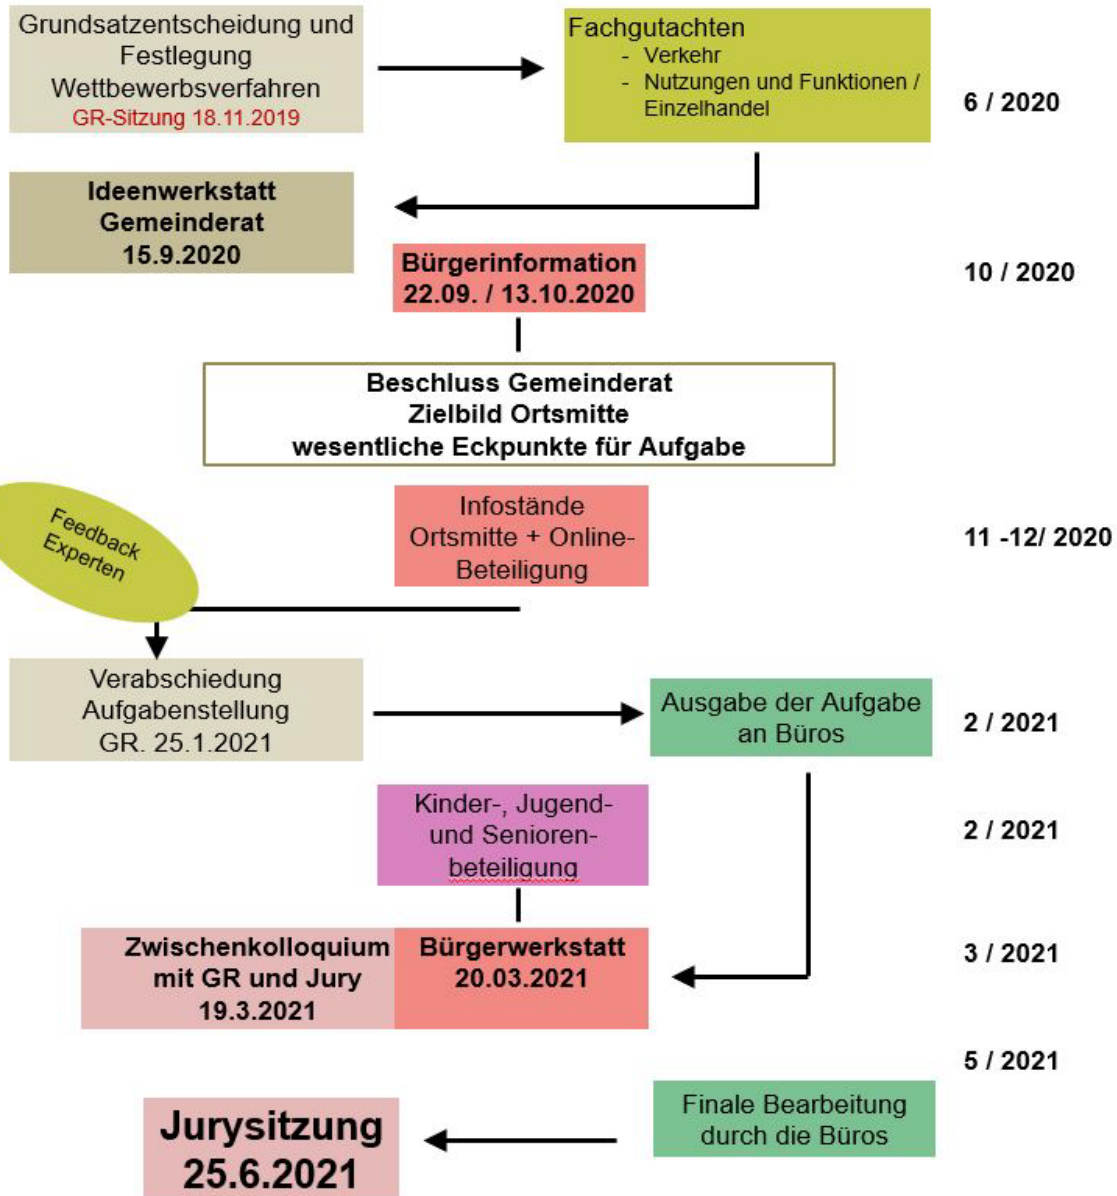 Grundsatzentscheidung und
Festlegung
Wettbewerbsverfahren
GR-Sitzung 18.11.2019
Fachgutachten
- Verkehr
- Nutzungen und Funktionen /
Einzelhandel
6 / 2020
Ideenwerkstatt
Gemeinderat
15.9.2020
Bürgerinformation
22.09. / 13.10.2020
10 / 2020
Beschluss Gemeinderat
Zielbild Ortsmitte
wesentliche Eckpunkte für Aufgabe
Feedback
Experten
Infostände
Ortsmitte + Online-
Beteiligung
11 -12/ 2020
Verabschiedung
Aufgabenstellung
GR. 25.1.2021
Ausgabe der Aufgabe
an Büros
2 / 2021
Kinder-, Jugend-
und Senioren-
beteiligung
2 / 2021
Zwischenkolloquium
mit GR und Jury
19.3.2021
Bürgerwerkstatt
20.03.2021
3 / 2021
5 / 2021
Finale Bearbeitung
durch die Büros
Jurysitzung
25.6.2021